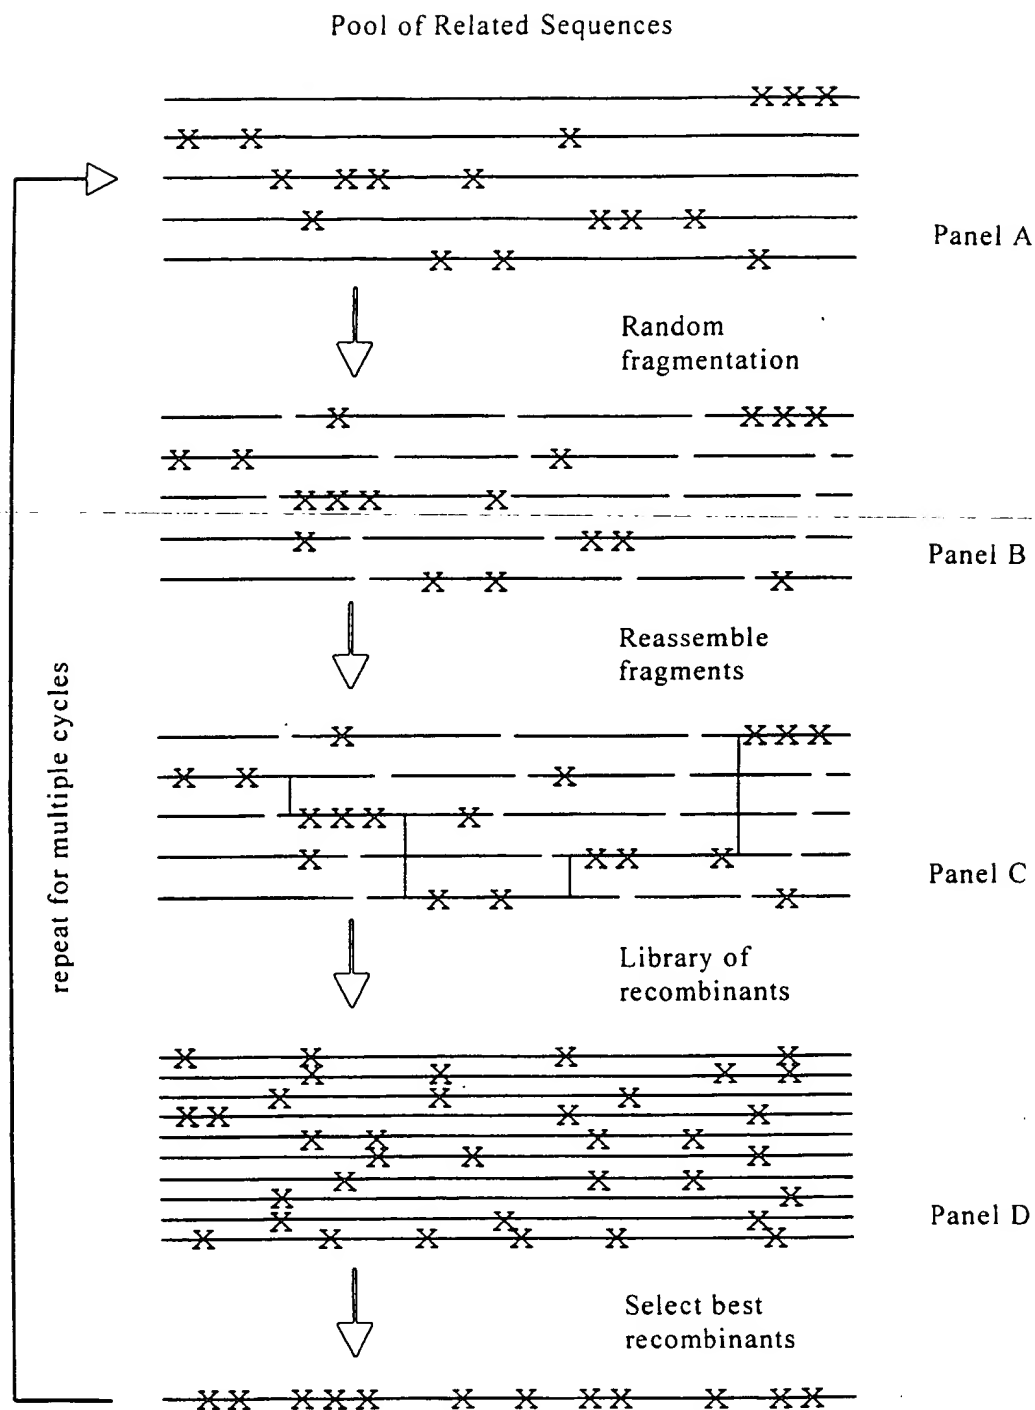 Pool of Related Sequences
Panel A
Random
fragmentation
Panel B
Reassemble
fragments
repeat for multiple cycles
Panel C
Library of
recombinants
Panel D
Select best
recombinants